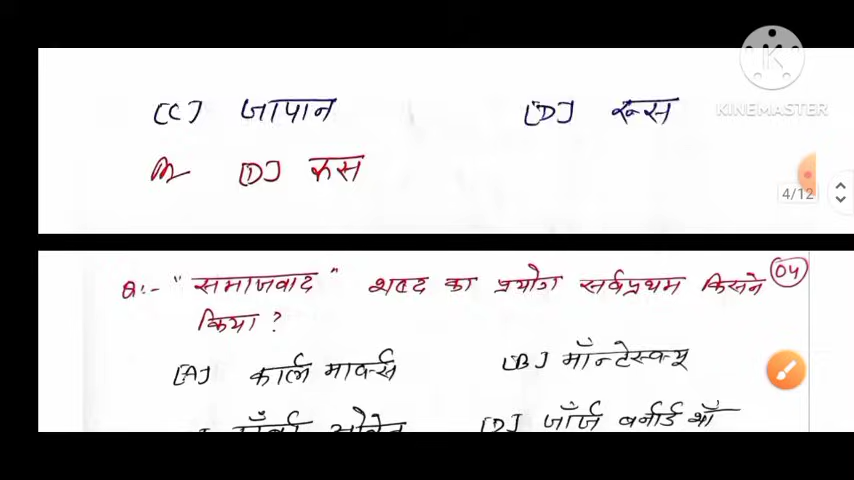 KINEMASTER
[C] जापान [D] रूस
[D] रूस
4/12
Q:- "समाजवाद" शब्द का प्रयोग सर्वप्रथम किसने 04
किया ?
[A] कार्ल मार्क्स [B] मॉन्टेस्क्यू
[D] जॉर्ज बर्नार्ड शॉ